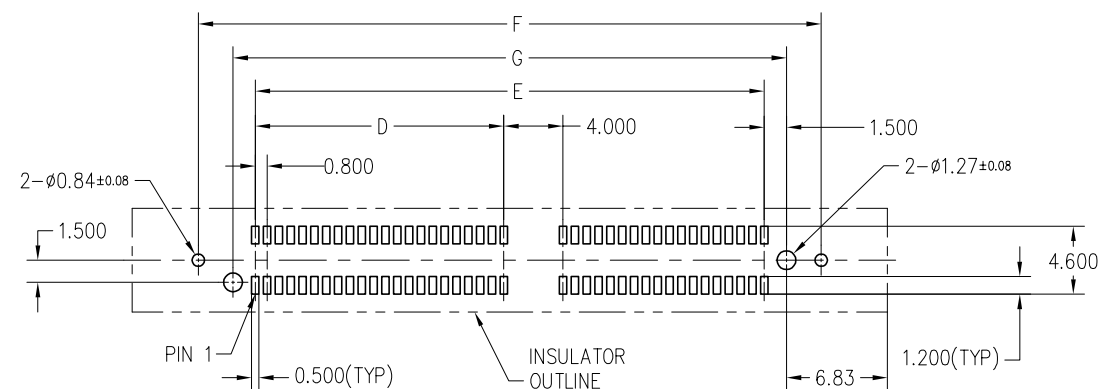 F
G
E
D
4.000
1.500
0.800
2-ø0.84±0.08
2-ø1.27±0.08
1.500
4.600
PIN 1
INSULATOR
OUTLINE
1.200(TYP)
0.500(TYP)
6.83